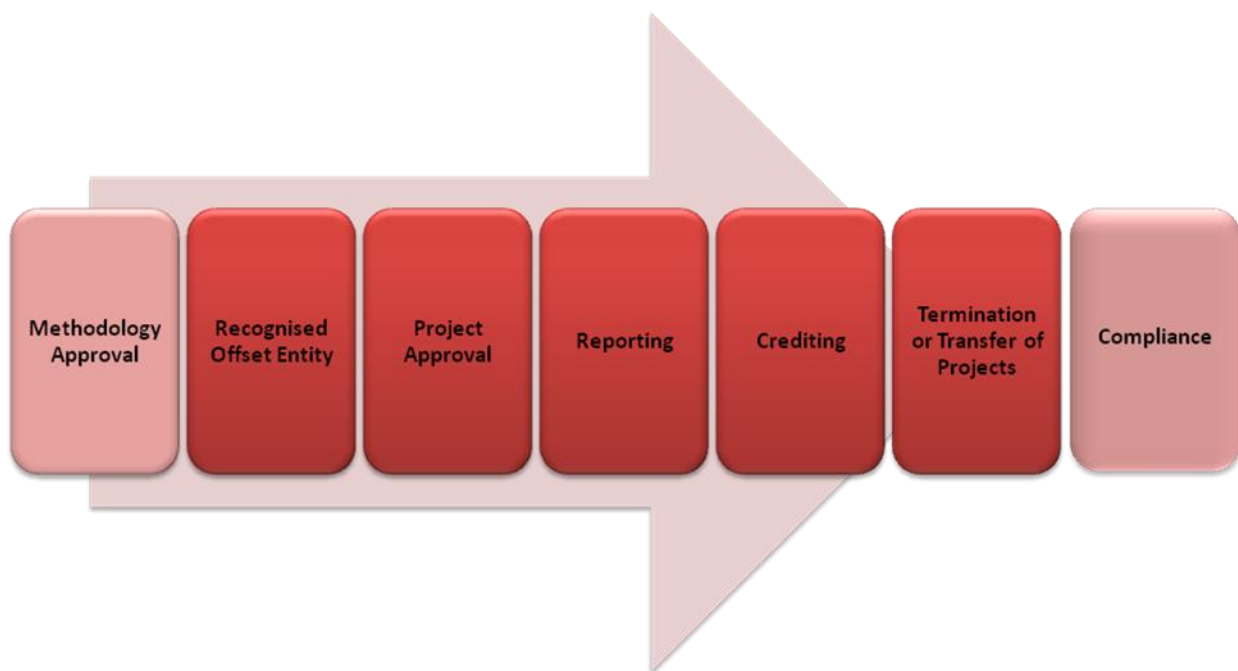 Methodology
Approval
Recognised
Offset Entity
Project
Approval
Reporting
Crediting
Termination
or Transfer of
Projects
Compliance